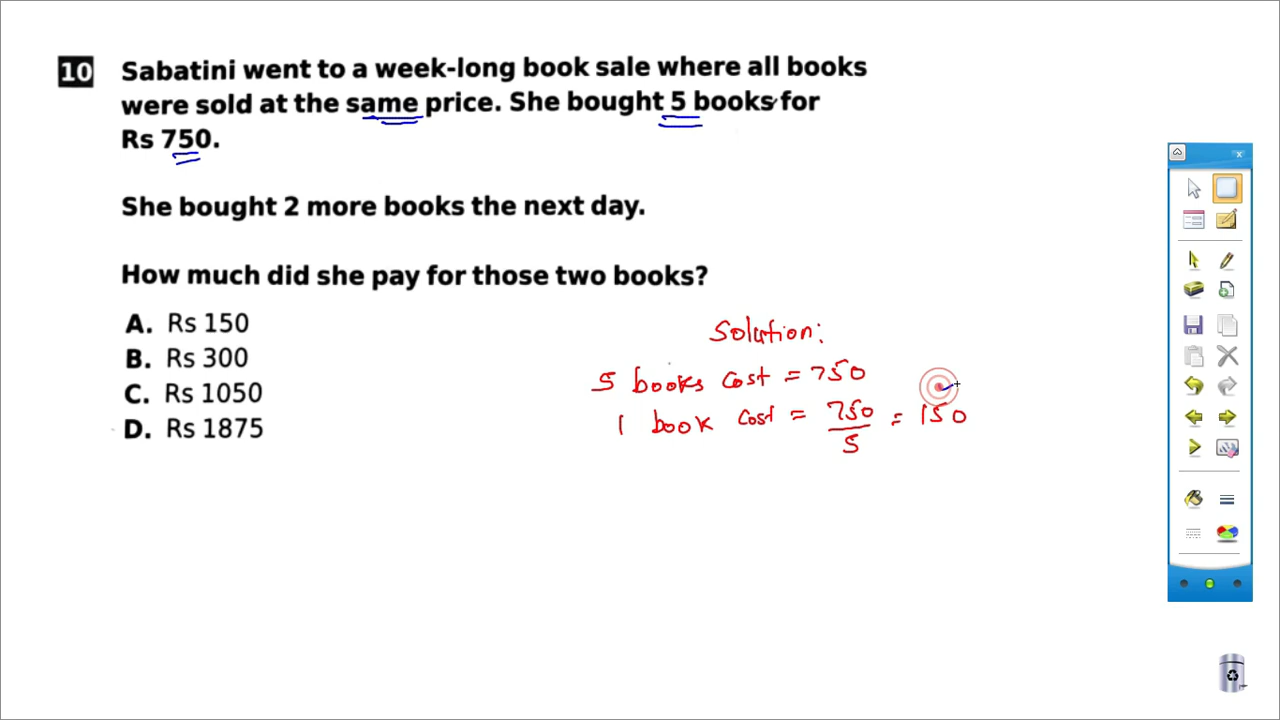 10 Sabatini went to a week-long book sale where all books
were sold at the same price. She bought 5 books for
Rs 750.
She bought 2 more books the next day.
How much did she pay for those two books?
A. Rs 150
B. Rs 300
C. Rs 1050
D. Rs 1875
Solution:
5 books cost = 750
1 book cost = 750/5 = 150